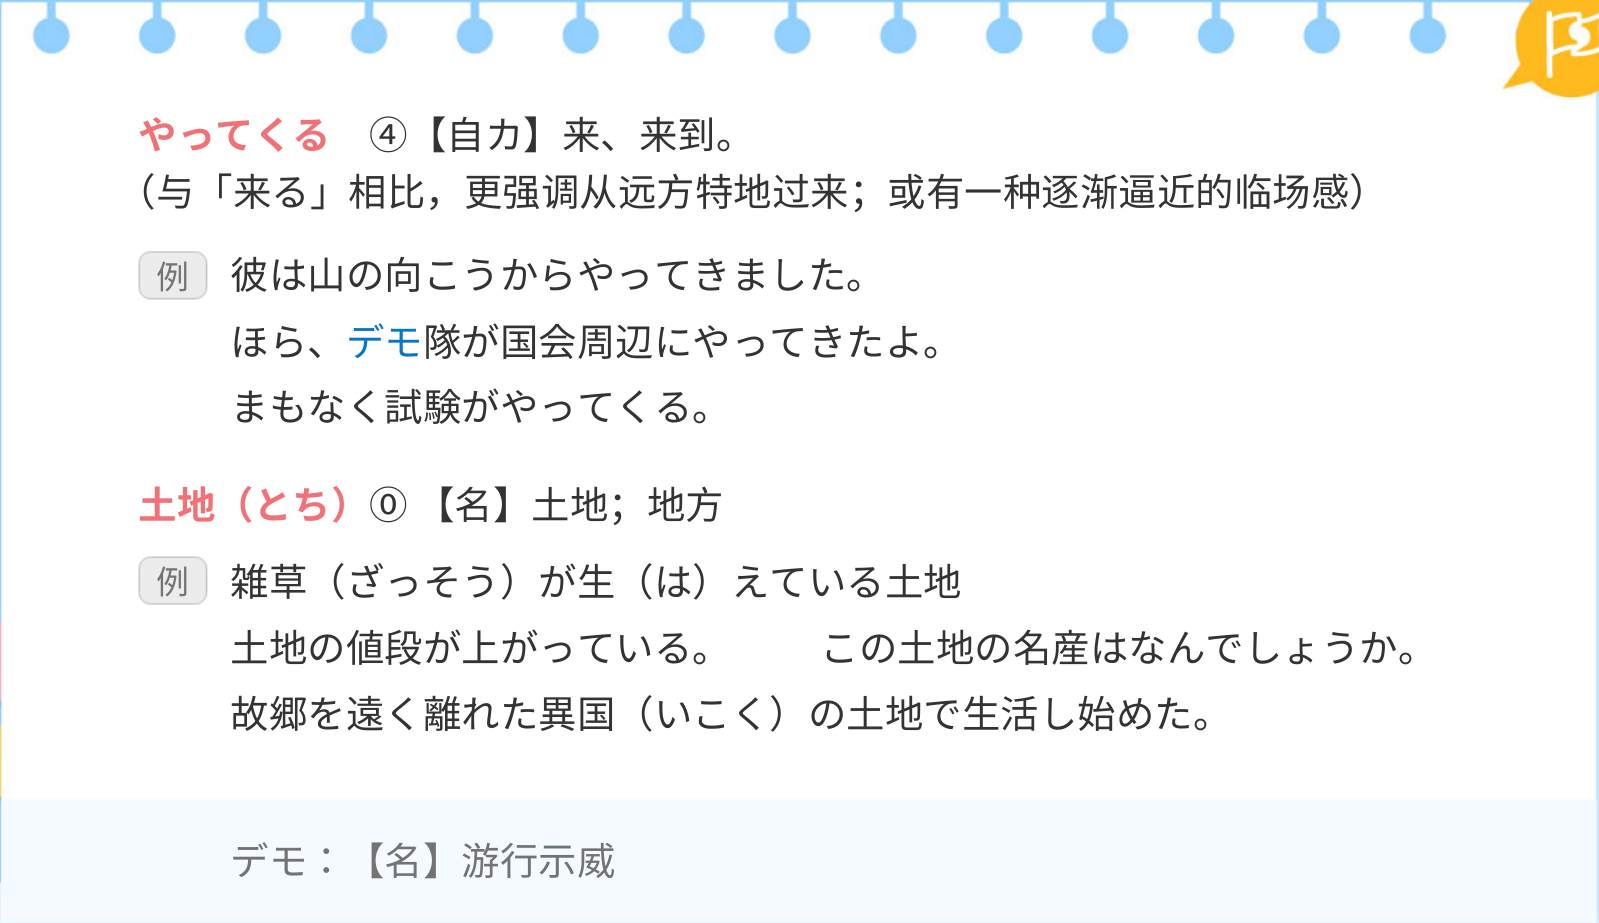 やってくる　④【自カ】来、来到。
（与「来る」相比，更强调从远方特地过来；或有一种逐渐逼近的临场感）
例 彼は山の向こうからやってきました。
ほら、デモ隊が国会周辺にやってきたよ。
まもなく試験がやってくる。
土地（とち）⓪【名】土地；地方
例 雑草（ざっそう）が生（は）えている土地
土地の値段が上がっている。　　この土地の名産はなんでしょうか。
故郷を遠く離れた異国（いこく）の土地で生活し始めた。
デモ：【名】游行示威